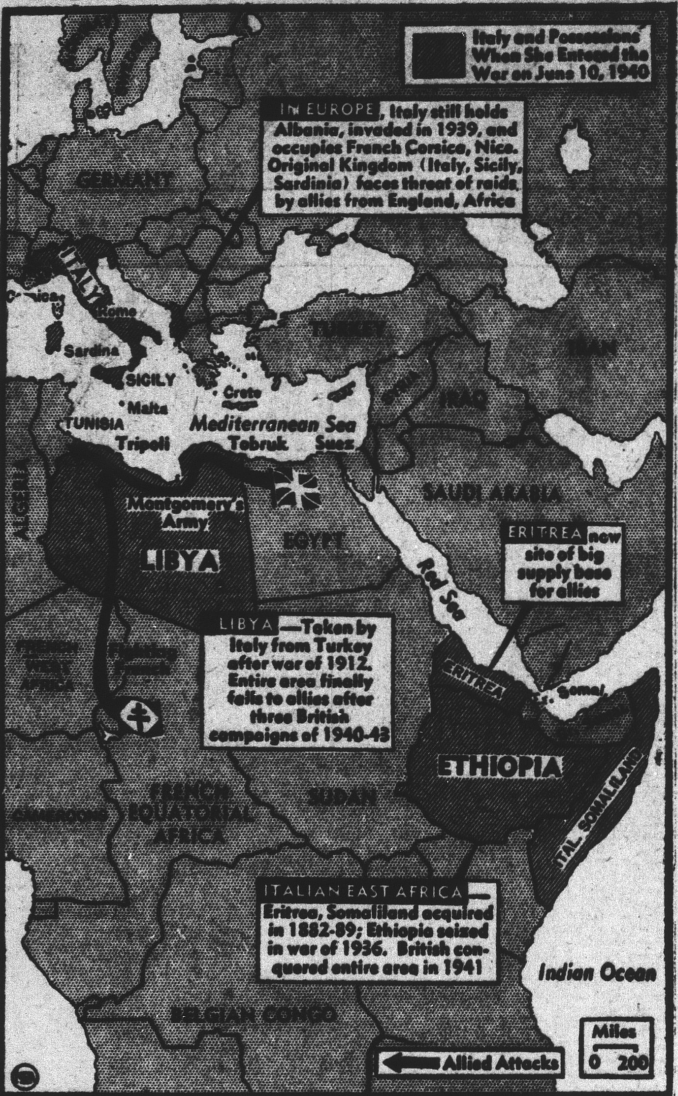 Italy and Possessions
When She Entered the
War on June 10, 1940
IN EUROPE, Italy still holds
Albania, invaded in 1939, and
occupies French Corsica, Nice.
Original Kingdom (Italy, Sicily,
Sardinia) faces threat of raids
by allies from England, Africa
GERMANY
ITALY
Corsica
Rome
Sardina
SICILY
Malta
TUNISIA
Tripoli
TURKEY
Crete
Mediterranean Sea
Tobruk
Suez
SYRIA
IRAQ
IRAN
ALGERIA
Montgomery's
Army
LIBYA
EGYPT
SAUDI ARABIA
Red Sea
ERITREA now
site of big
supply base
for allies
LIBYA —Taken by
Italy from Turkey
after war of 1912.
Entire area finally
falls to allies after
three British
campaigns of 1940-43
FRENCH
WEST
AFRICA
Fighting
French
ERITREA
Somal.
ETHIOPIA
ITAL. SOMALILAND
CAMEROONS
FRENCH
EQUATORIAL
AFRICA
SUDAN
ITALIAN EAST AFRICA —
Eritrea, Somaliland acquired
in 1882-89; Ethiopia seized
in war of 1936. British con-
quered entire area in 1941
BELGIAN CONGO
Indian Ocean
Allied Attacks
Miles
0 200